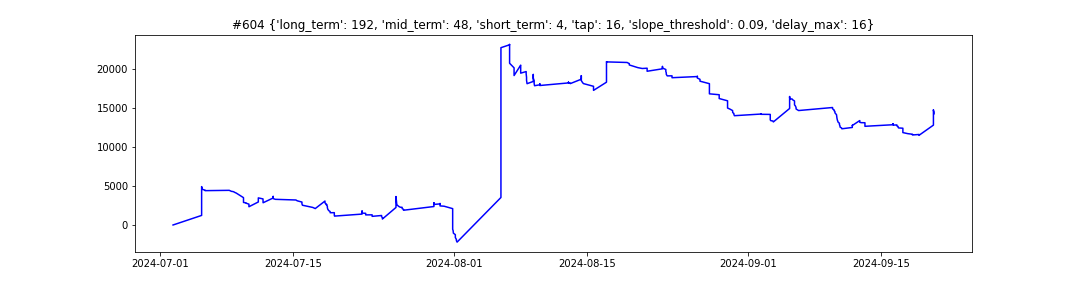 #604 {'long_term': 192, 'mid_term': 48, 'short_term': 4, 'tap': 16, 'slope_threshold': 0.09, 'delay_max': 16}
20000
15000
10000
5000
0
2024-07-01 2024-07-15 2024-08-01 2024-08-15 2024-09-01 2024-09-15